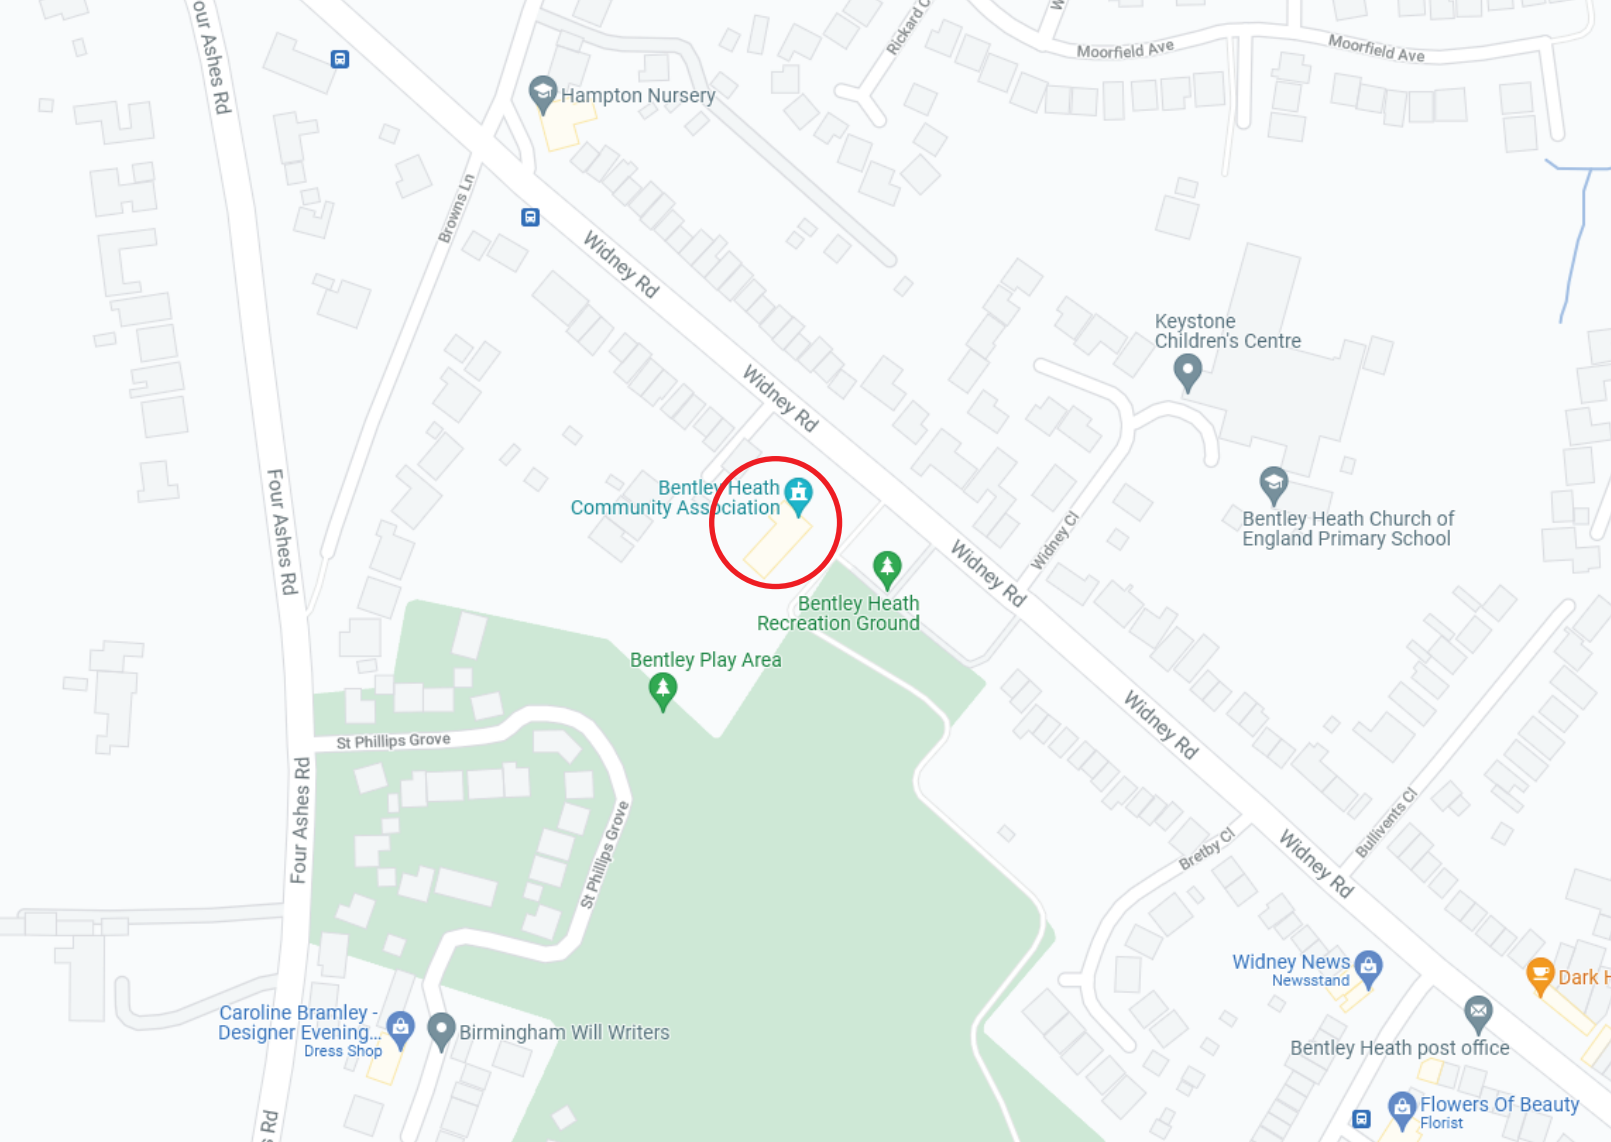 Four Ashes Rd
Rickard C
Moorfield Ave
Moorfield Ave
Hampton Nursery
Browns Ln
Widney Rd
Keystone
Children's Centre
Widney Rd
Bentley Heath
Community Association
Four Ashes Rd
Bentley Heath Church of
England Primary School
Widney Cl
Widney Rd
Bentley Heath
Recreation Ground
Bentley Play Area
Widney Rd
St Phillips Grove
Four Ashes Rd
St Phillips Grove
Bretby Cl
Bullivents Cl
Widney Rd
Widney News
Newsstand
Dark H
Caroline Bramley -
Designer Evening...
Dress Shop
Birmingham Will Writers
Bentley Heath post office
Flowers Of Beauty
Florist
s Rd